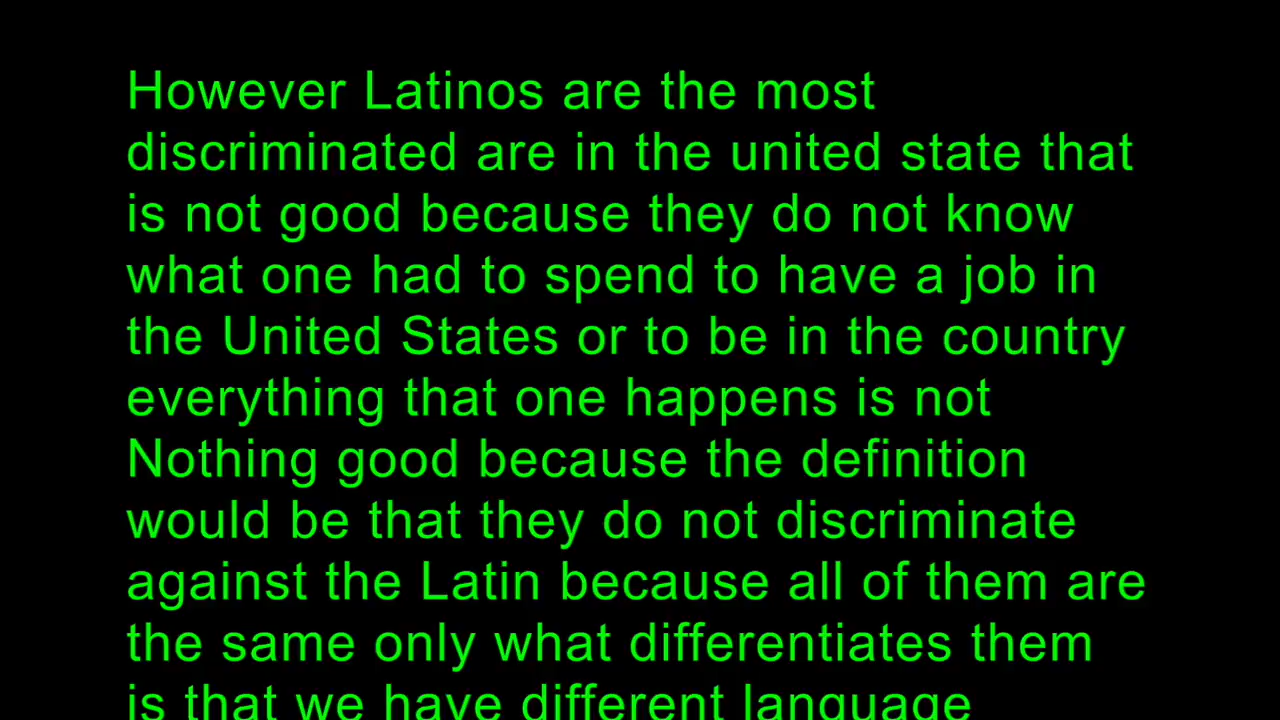 However Latinos are the most
discriminated are in the united state that
is not good because they do not know
what one had to spend to have a job in
the United States or to be in the country
everything that one happens is not
Nothing good because the definition
would be that they do not discriminate
against the Latin because all of them are
the same only what differentiates them
is that we have different language